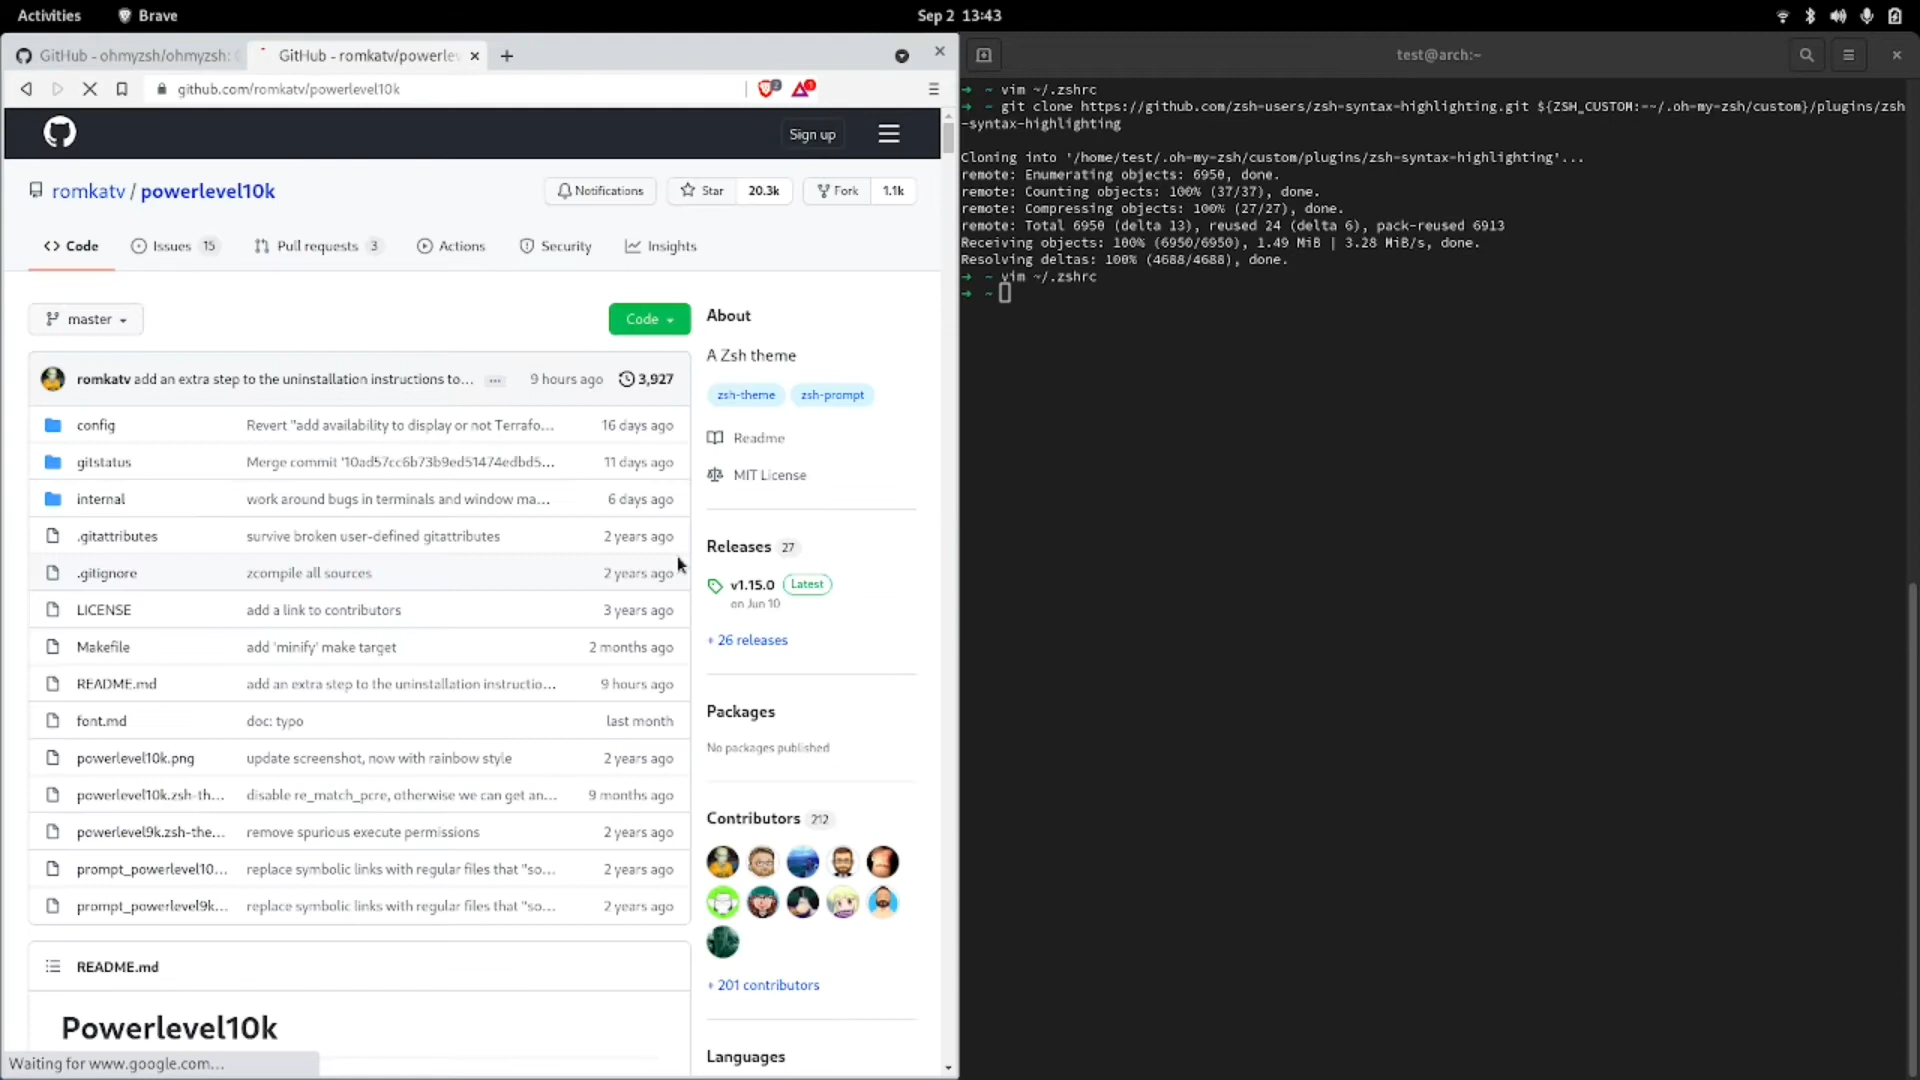 Activities
Brave
Sep 2 13:43
GitHub - ohmyzsh/ohmyzsh:
GitHub - romkatv/powerle
github.com/romkatv/powerlevel10k
Sign up
romkatv / powerlevel10k
Notifications
Star 20.3k
Fork 1.1k
Code
Issues 15
Pull requests 3
Actions
Security
Insights
master
Code
romkatv add an extra step to the uninstallation instructions to... 9 hours ago 3,927
config Revert "add availability to display or not Terrafo... 16 days ago
gitstatus Merge commit '10ad57cc6b73b9ed51474edbd5... 11 days ago
internal work around bugs in terminals and window ma... 6 days ago
.gitattributes survive broken user-defined gitattributes 2 years ago
.gitignore zcompile all sources 2 years ago
LICENSE add a link to contributors 3 years ago
Makefile add 'minify' make target 2 months ago
README.md add an extra step to the uninstallation instructio... 9 hours ago
font.md doc: typo last month
powerlevel10k.png update screenshot, now with rainbow style 2 years ago
powerlevel10k.zsh-th... disable re_match_pcre, otherwise we can get an... 9 months ago
powerlevel9k.zsh-the... remove spurious execute permissions 2 years ago
prompt_powerlevel10... replace symbolic links with regular files that "so... 2 years ago
prompt_powerlevel9k... replace symbolic links with regular files that "so... 2 years ago
README.md
Powerlevel10k
Waiting for www.google.com...
About
A Zsh theme
zsh-theme zsh-prompt
Readme
MIT License
Releases 27
v1.15.0 Latest
on Jun 10
+ 26 releases
Packages
No packages published
Contributors 212
+ 201 contributors
Languages
test@arch:~
→ ~ vim ~/.zshrc
→ ~ git clone https://github.com/zsh-users/zsh-syntax-highlighting.git ${ZSH_CUSTOM:-~/.oh-my-zsh/custom}/plugins/zsh
-syntax-highlighting
Cloning into '/home/test/.oh-my-zsh/custom/plugins/zsh-syntax-highlighting'...
remote: Enumerating objects: 6950, done.
remote: Counting objects: 100% (37/37), done.
remote: Compressing objects: 100% (27/27), done.
remote: Total 6950 (delta 13), reused 24 (delta 6), pack-reused 6913
Receiving objects: 100% (6950/6950), 1.49 MiB | 3.28 MiB/s, done.
Resolving deltas: 100% (4688/4688), done.
→ ~ vim ~/.zshrc
→ ~